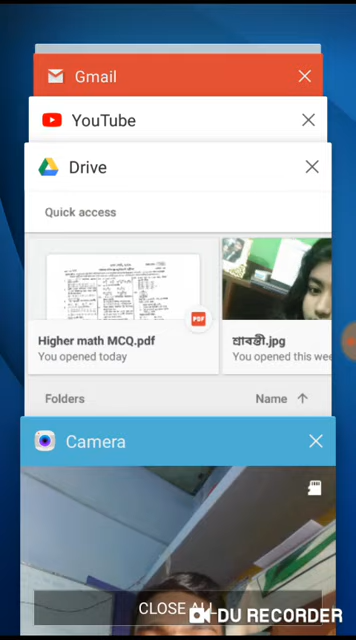 Gmail
YouTube
Drive
Quick access
PDF
Higher math MCQ.pdf
You opened today
শ্রাবন্তী.jpg
You opened this wee
Folders
Name
Camera
CLOSE ALL
DU RECORDER